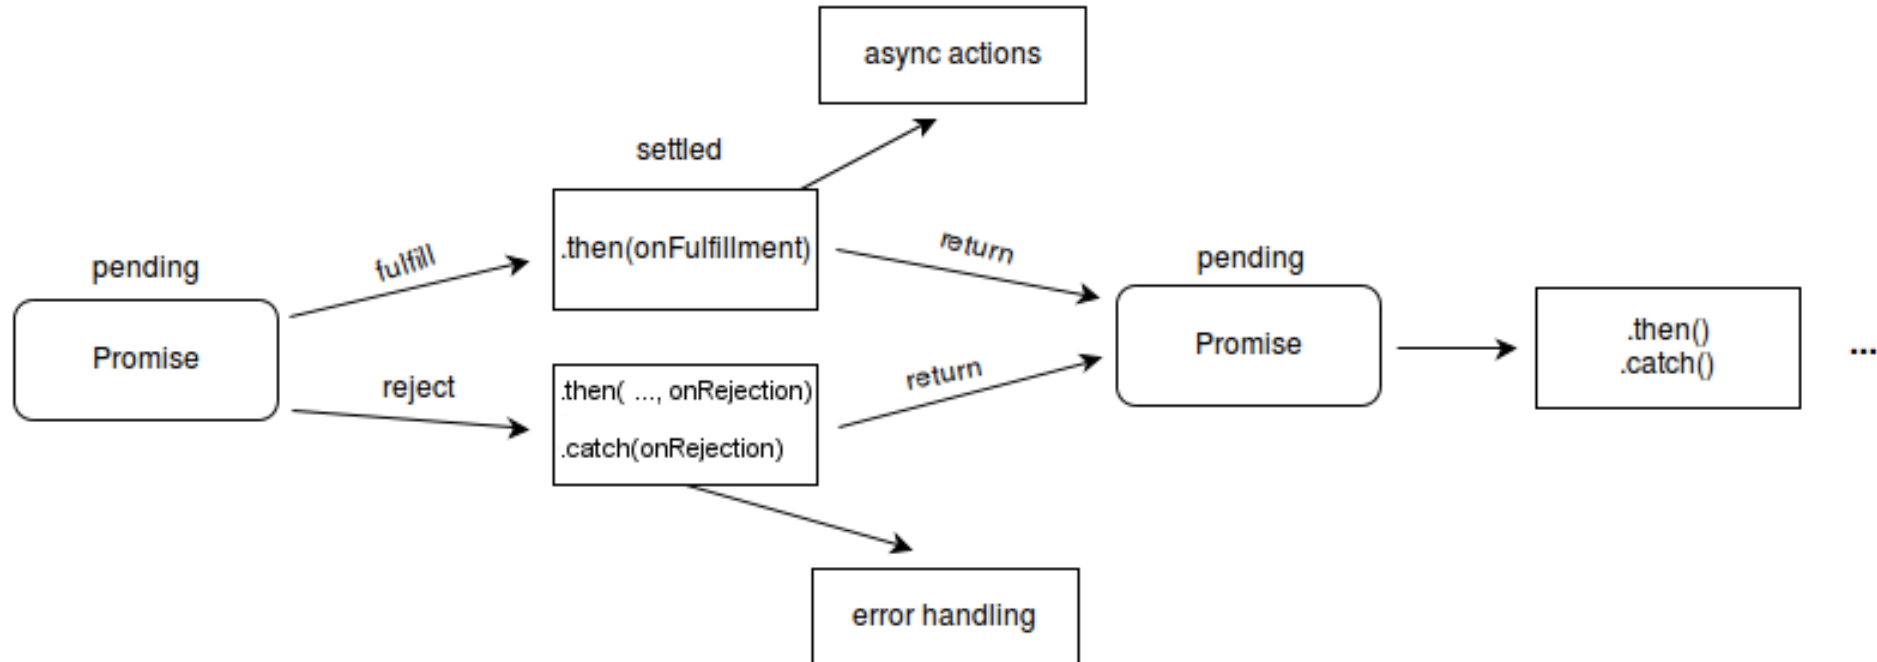 async actions
settled
.then(onFulfillment)
fulfill
return
pending
pending
Promise
Promise
.then()
.catch()
...
reject
.then( ..., onRejection)
.catch(onRejection)
return
error handling